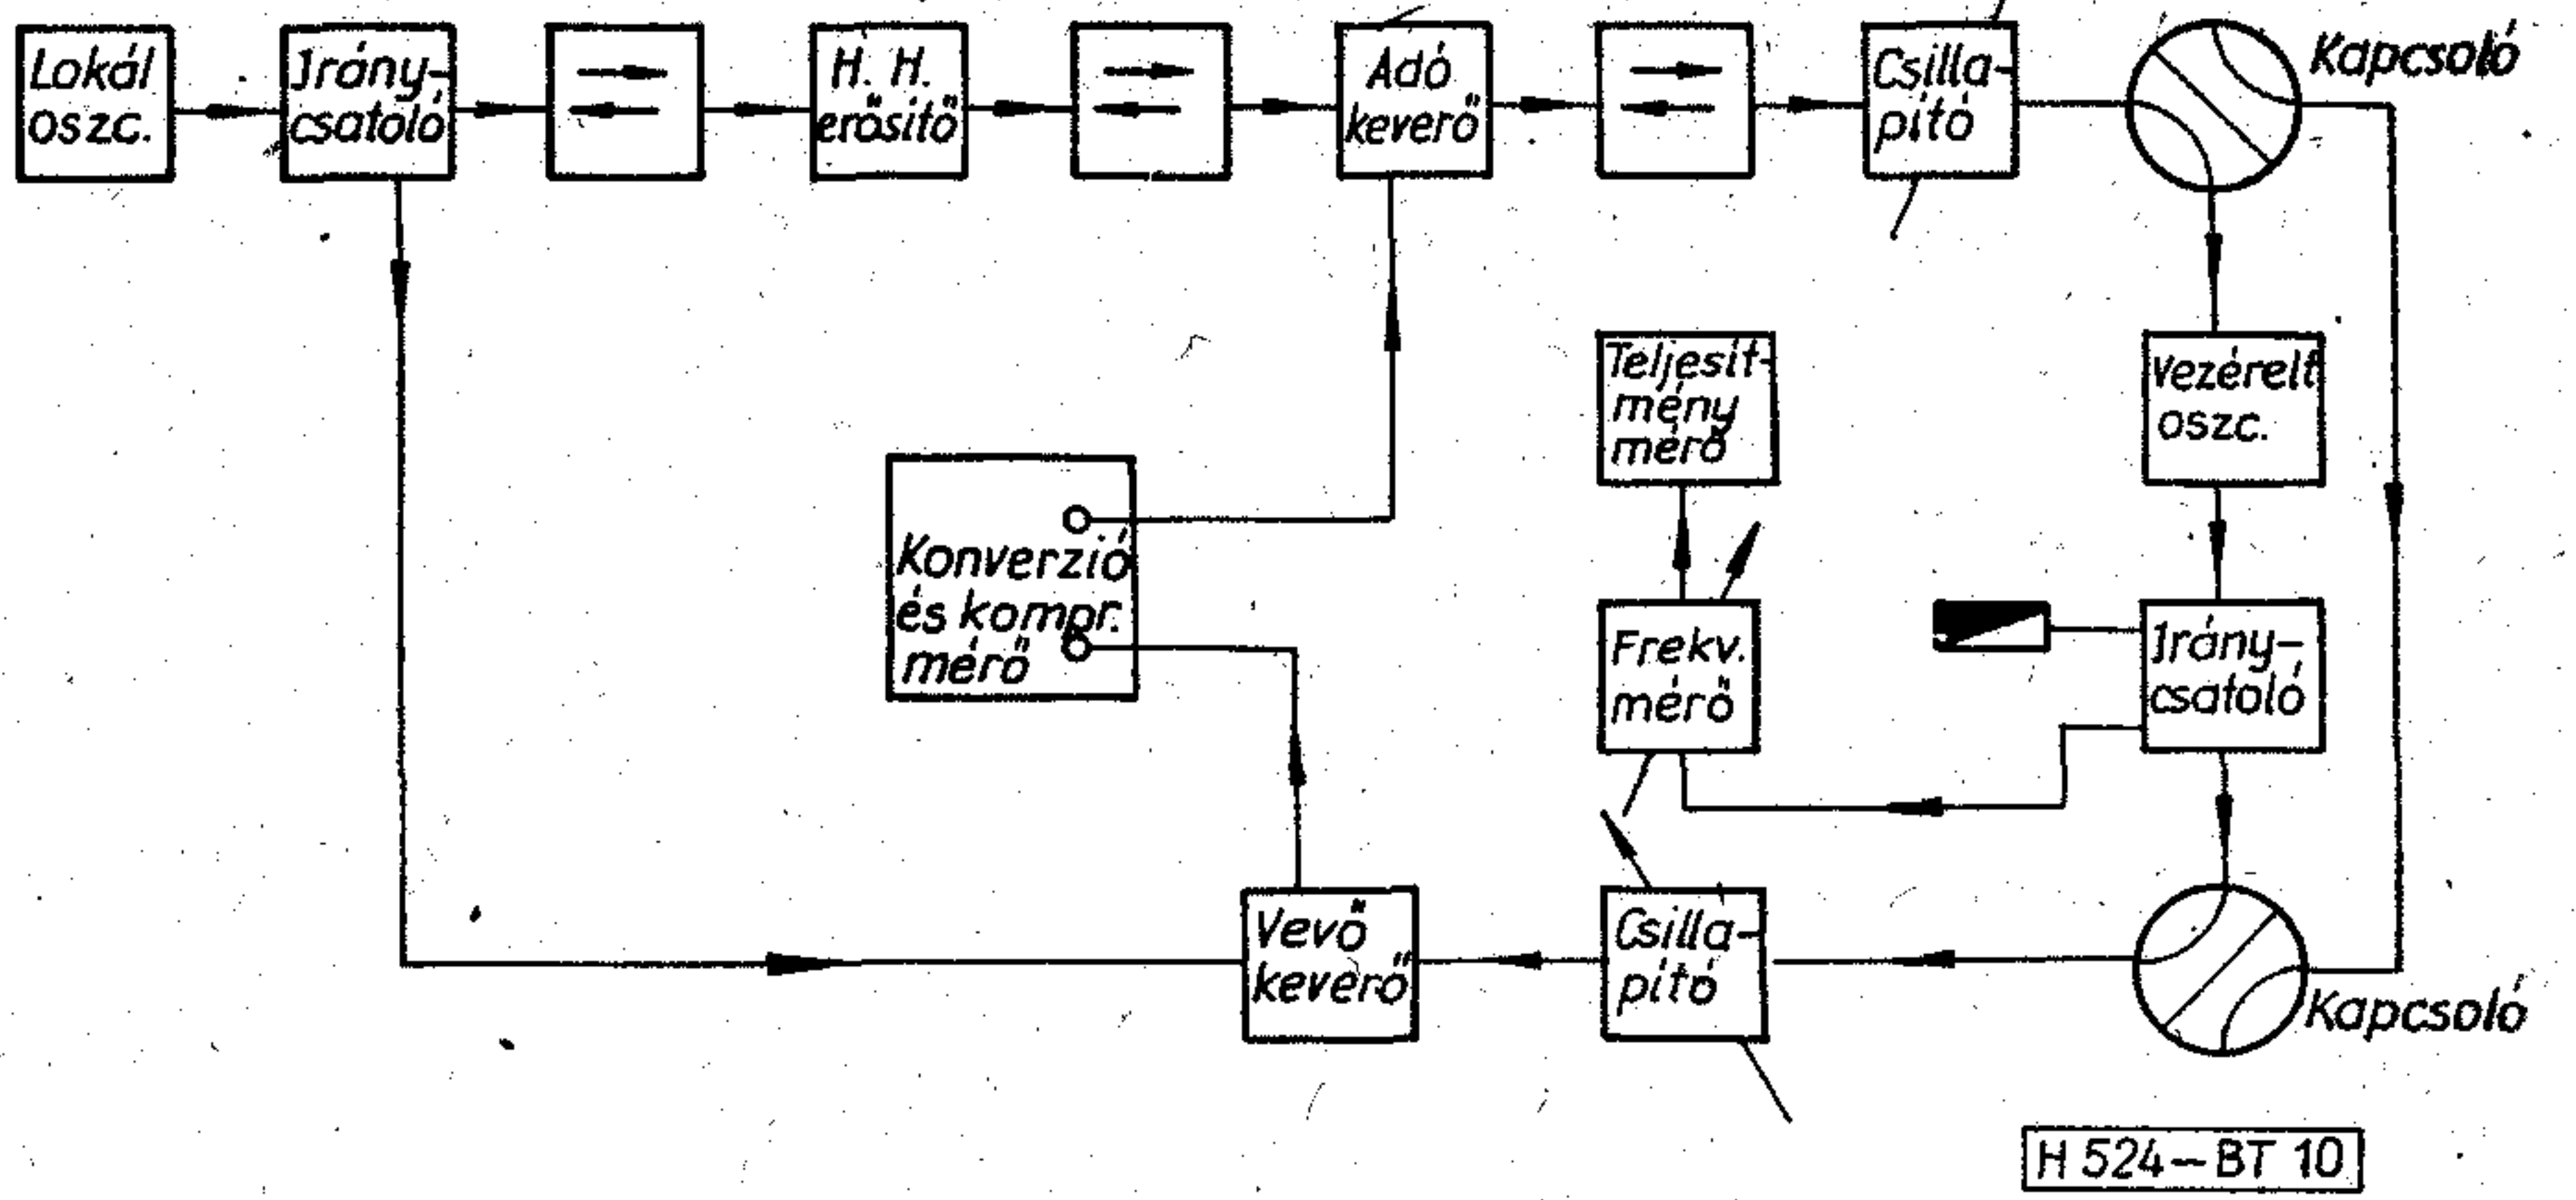 Lokál
oszc.
Irány-
csatoló
H. H.
erősítő
Adó
keverő
Csilla-
pító
Kapcsoló
Teljesít-
mény
mérő
Vezérelt
oszc.
Konverzió
és kompr.
mérő
Frekv.
mérő
Irány-
csatoló
Vevő
keverő
Csilla-
pító
Kapcsoló
H 524-BT 10